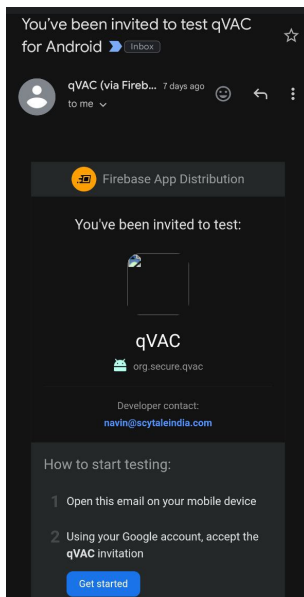 You've been invited to test qVAC
for Android Inbox
qVAC (via Fireb... 7 days ago
to me
Firebase App Distribution
You've been invited to test:
qVAC
org.secure.qvac
Developer contact:
navin@scytaleindia.com
How to start testing:
1 Open this email on your mobile device
2 Using your Google account, accept the
qVAC invitation
Get started